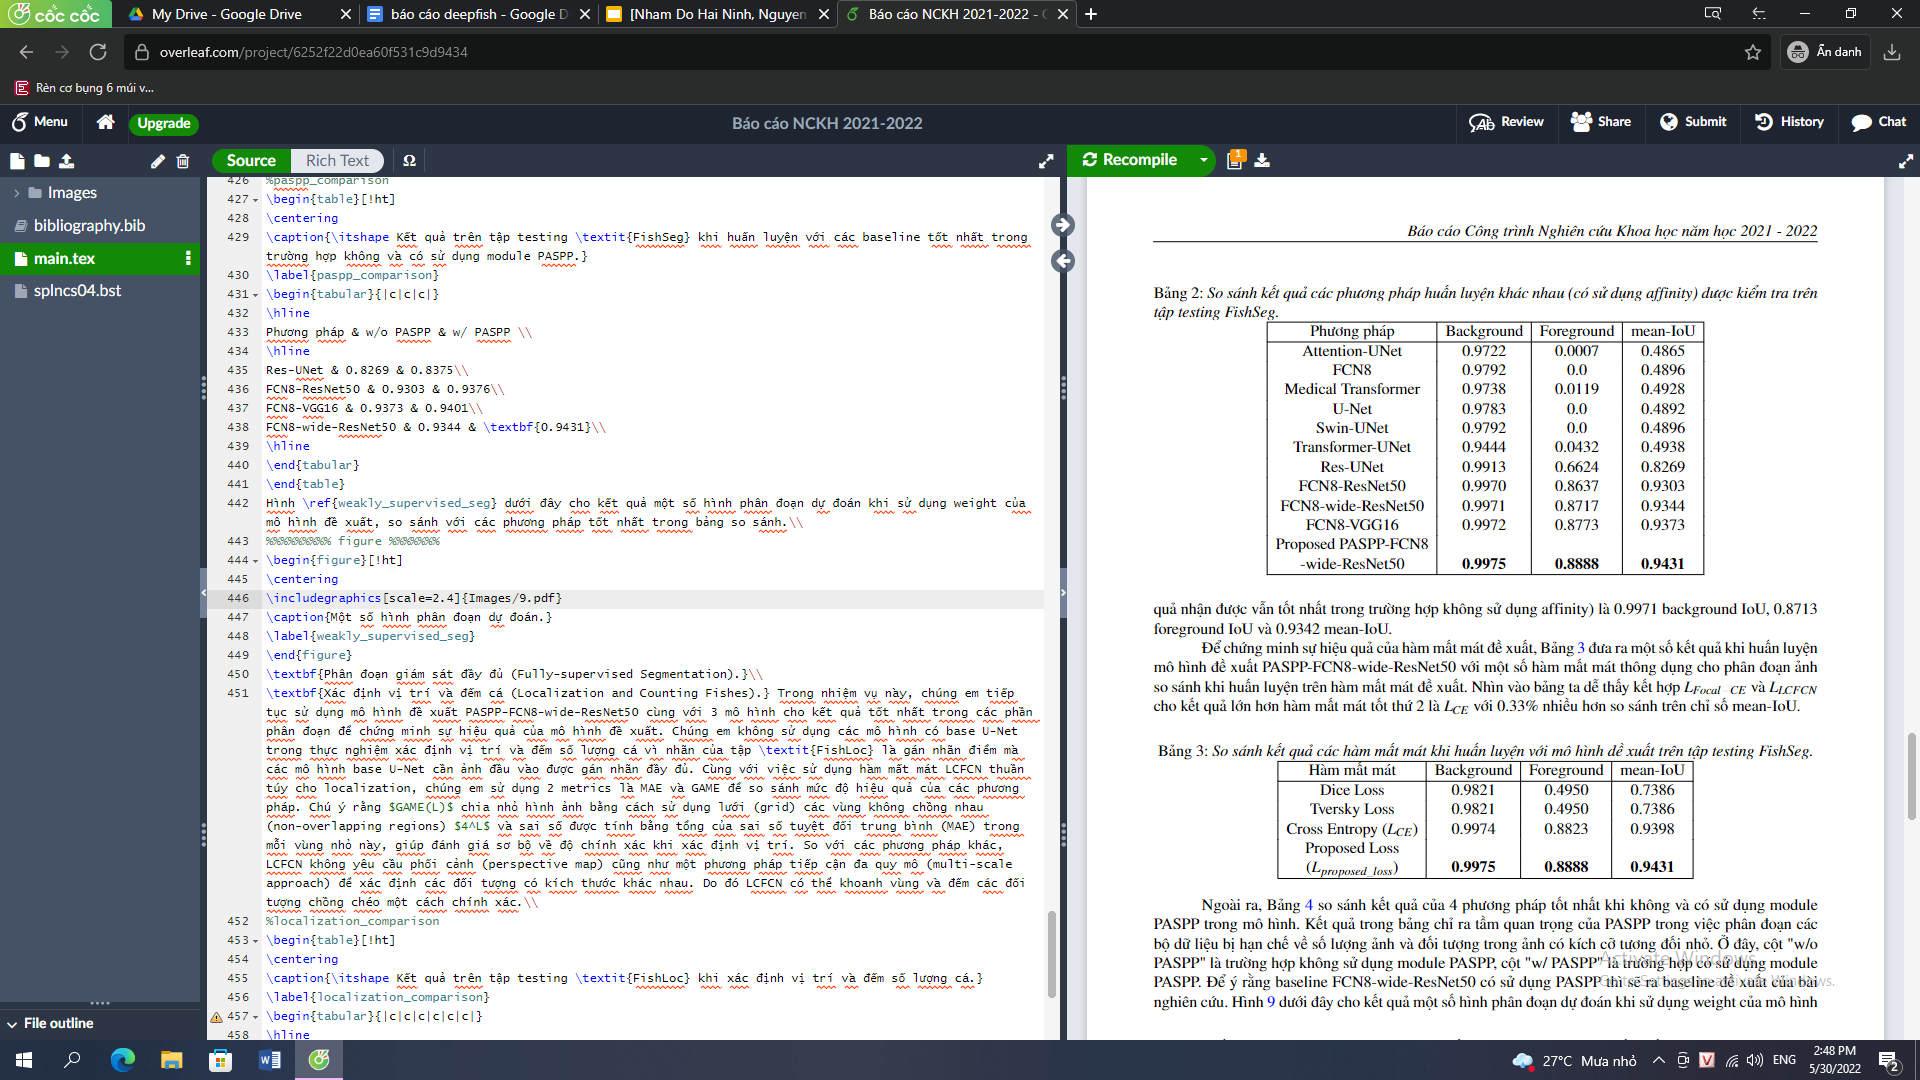 cốc cốc
My Drive - Google Drive
báo cáo deepfish - Google D
[Nham Do Hai Ninh, Nguyen
Báo cáo NCKH 2021-2022 -
overleaf.com/project/6252f22d0ea60f531c9d9434
Ẩn danh
Rèn cơ bụng 6 múi v...
Menu
Upgrade
Báo cáo NCKH 2021-2022
Review
Share
Submit
History
Chat
Source
Rich Text
Ω
Recompile
1
Images
bibliography.bib
main.tex
splncs04.bst
File outline
426 %paspp_comparison
427 \begin{table}[!ht]
428 \centering
429 \caption{\itshape Kết quả trên tập testing \textit{FishSeg} khi huấn luyện với các baseline tốt nhất trong
trường hợp không và có sử dụng module PASPP.}
430 \label{paspp_comparison}
431 \begin{tabular}{|c|c|c|}
432 \hline
433 Phương pháp & w/o PASPP & w/ PASPP \\
434 \hline
435 Res-UNet & 0.8269 & 0.8375\\
436 FCN8-ResNet50 & 0.9303 & 0.9376\\
437 FCN8-VGG16 & 0.9373 & 0.9401\\
438 FCN8-wide-ResNet50 & 0.9344 & \textbf{0.9431}\\
439 \hline
440 \end{tabular}
441 \end{table}
442 Hình \ref{weakly_supervised_seg} dưới đây cho kết quả một số hình phân đoạn dự đoán khi sử dụng weight của
mô hình đề xuất, so sánh với các phương pháp tốt nhất trong bảng so sánh.\\
443 %%%%%%%%% figure %%%%%%%
444 \begin{figure}[!ht]
445 \centering
446 \includegraphics[scale=2.4]{Images/9.pdf}
447 \caption{Một số hình phân đoạn dự đoán.}
448 \label{weakly_supervised_seg}
449 \end{figure}
450 \textbf{Phân đoạn giám sát đầy đủ (Fully-supervised Segmentation).}\\
451 \textbf{Xác định vị trí và đếm cá (Localization and Counting Fishes).} Trong nhiệm vụ này, chúng em tiếp
tục sử dụng mô hình đề xuất PASPP-FCN8-wide-ResNet50 cùng với 3 mô hình cho kết quả tốt nhất trong các phần
phân đoạn để chứng minh sự hiệu quả của mô hình đề xuất. Chúng em không sử dụng các mô hình có base U-Net
trong thực nghiệm xác định vị trí và đếm số lượng cá vì nhãn của tập \textit{FishLoc} là gán nhãn điểm mà
các mô hình base U-Net cần ảnh đầu vào được gán nhãn đầy đủ. Cùng với việc sử dụng hàm mất mát LCFCN thuần
túy cho localization, chúng em sử dụng 2 metrics là MAE và GAME để so sánh mức độ hiệu quả của các phương
pháp. Chú ý rằng $GAME(L)$ chia nhỏ hình ảnh bằng cách sử dụng lưới (grid) các vùng không chồng nhau
(non-overlapping regions) $4^L$ và sai số được tính bằng tổng của sai số tuyệt đối trung bình (MAE) trong
mỗi vùng nhỏ này, giúp đánh giá sơ bộ về độ chính xác khi xác định vị trí. So với các phương pháp khác,
LCFCN không yêu cầu phối cảnh (perspective map) cũng như một phương pháp tiếp cận đa quy mô (multi-scale
approach) để xác định các đối tượng có kích thước khác nhau. Do đó LCFCN có thể khoanh vùng và đếm các đối
tượng chồng chéo một cách chính xác.\\
452 %localization_comparison
453 \begin{table}[!ht]
454 \centering
455 \caption{\itshape Kết quả trên tập testing \textit{FishLoc} khi xác định vị trí và đếm số lượng cá.}
456 \label{localization_comparison}
457 \begin{tabular}{|c|c|c|c|c|c|}
458 \hline
Báo cáo Công trình Nghiên cứu Khoa học năm học 2021 - 2022
Bảng 2: So sánh kết quả các phương pháp huấn luyện khác nhau (có sử dụng affinity) được kiểm tra trên
tập testing FishSeg.
Phương pháp Background Foreground mean-IoU
Attention-UNet 0.9722 0.0007 0.4865
FCN8 0.9792 0.0 0.4896
Medical Transformer 0.9738 0.0119 0.4928
U-Net 0.9783 0.0 0.4892
Swin-UNet 0.9792 0.0 0.4896
Transformer-UNet 0.9444 0.0432 0.4938
Res-UNet 0.9913 0.6624 0.8269
FCN8-ResNet50 0.9970 0.8637 0.9303
FCN8-wide-ResNet50 0.9971 0.8717 0.9344
FCN8-VGG16 0.9972 0.8773 0.9373
Proposed PASPP-FCN8
-wide-ResNet50 0.9975 0.8888 0.9431
quả nhận được vẫn tốt nhất trong trường hợp không sử dụng affinity) là 0.9971 background IoU, 0.8713
foreground IoU và 0.9342 mean-IoU.
Để chứng minh sự hiệu quả của hàm mất mát đề xuất, Bảng 3 đưa ra một số kết quả khi huấn luyện
mô hình đề xuất PASPP-FCN8-wide-ResNet50 với một số hàm mất mát thông dụng cho phân đoạn ảnh
so sánh khi huấn luyện trên hàm mất mát đề xuất. Nhìn vào bảng ta dễ thấy kết hợp L_Focal−CE và L_LCFCN
cho kết quả lớn hơn hàm mất mát tốt thứ 2 là L_CE với 0.33% nhiều hơn so sánh trên chỉ số mean-IoU.
Bảng 3: So sánh kết quả các hàm mất mát khi huấn luyện với mô hình đề xuất trên tập testing FishSeg.
Hàm mất mát Background Foreground mean-IoU
Dice Loss 0.9821 0.4950 0.7386
Tversky Loss 0.9821 0.4950 0.7386
Cross Entropy (L_CE) 0.9974 0.8823 0.9398
Proposed Loss
(L_proposed_loss) 0.9975 0.8888 0.9431
Ngoài ra, Bảng 4 so sánh kết quả của 4 phương pháp tốt nhất khi không và có sử dụng module
PASPP trong mô hình. Kết quả trong bảng chỉ ra tầm quan trọng của PASPP trong việc phân đoạn các
bộ dữ liệu bị hạn chế về số lượng ảnh và đối tượng trong ảnh có kích cỡ tương đối nhỏ. Ở đây, cột "w/o
PASPP" là trường hợp không sử dụng module PASPP, cột "w/ PASPP" là trường hợp có sử dụng module
PASPP. Để ý rằng baseline FCN8-wide-ResNet50 có sử dụng PASPP thì sẽ ra baseline đề xuất của bài
nghiên cứu. Hình 9 dưới đây cho kết quả một số hình phân đoạn dự đoán khi sử dụng weight của mô hình
Activate Windows
Go to Settings to activate Windows.
27°C Mưa nhỏ
ENG
2:48 PM
5/30/2022
2